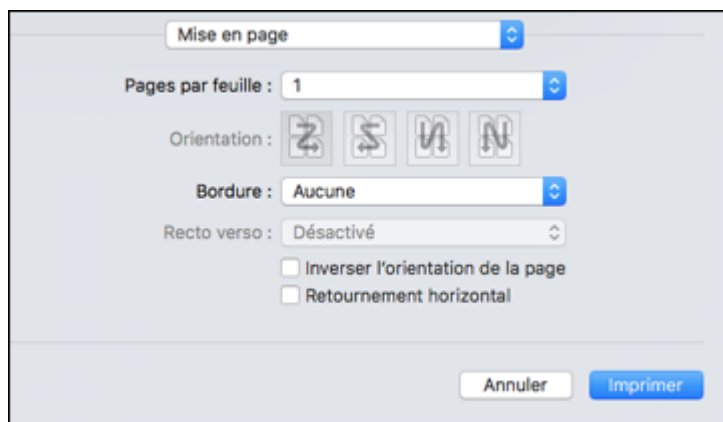 Mise en page
Pages par feuille : 1
Orientation :
Bordure : Aucune
Recto verso : Désactivé
Inverser l'orientation de la page
Retournement horizontal
Annuler Imprimer